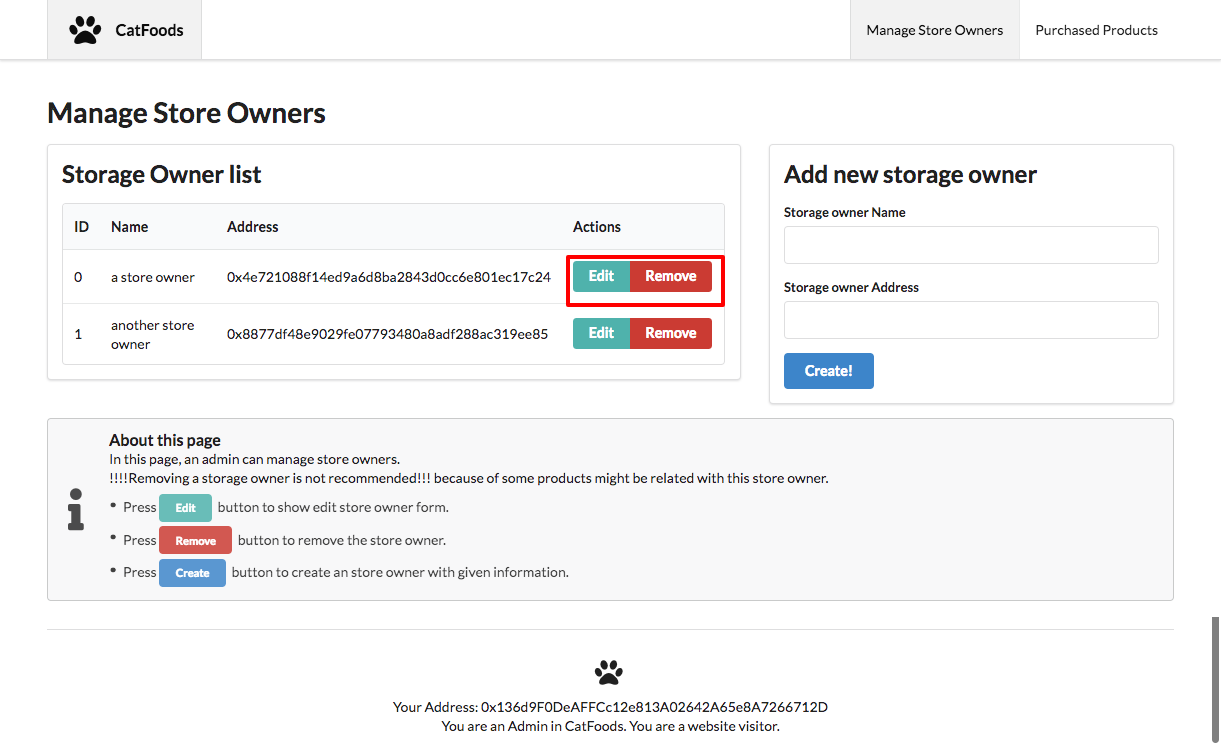 CatFoods
Manage Store Owners
Purchased Products
Manage Store Owners
Storage Owner list
ID Name Address Actions
0 a store owner 0x4e721088f14ed9a6d8ba2843d0cc6e801ec17c24 Edit Remove
1 another store owner 0x8877df48e9029fe07793480a8adf288ac319ee85 Edit Remove
Add new storage owner
Storage owner Name
Storage owner Address
Create!
About this page
In this page, an admin can manage store owners.
!!!!Removing a storage owner is not recommended!!! because of some products might be related with this store owner.
• Press Edit button to show edit store owner form.
• Press Remove button to remove the store owner.
• Press Create button to create an store owner with given information.
Your Address: 0x136d9F0DeAFFCc12e813A02642A65e8A7266712D
You are an Admin in CatFoods. You are a website visitor.